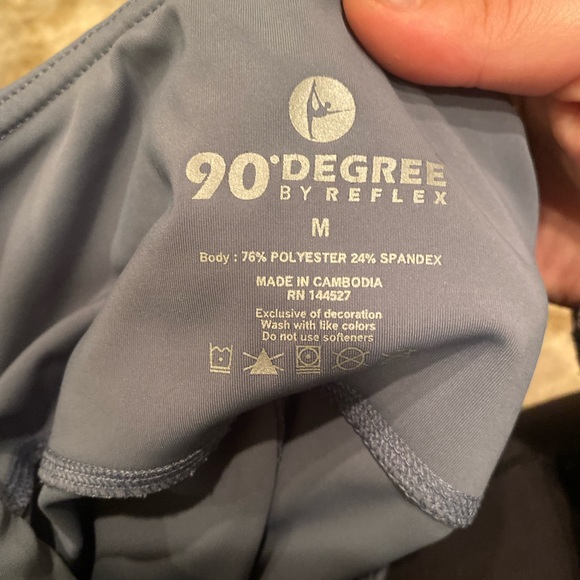 90° DEGREE
BY REFLEX
M
Body : 76% POLYESTER 24% SPANDEX
MADE IN CAMBODIA
RN 144527
Exclusive of decoration
Wash with like colors
Do not use softeners